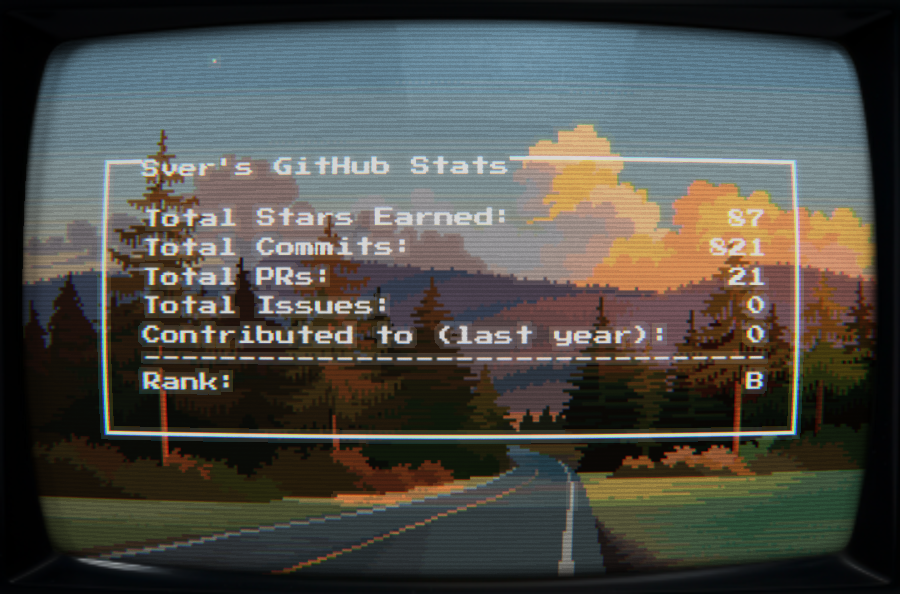 Sver's GitHub Stats
Total Stars Earned: 87
Total Commits: 821
Total PRs: 21
Total Issues: 0
Contributed to (last year): 0
Rank: B